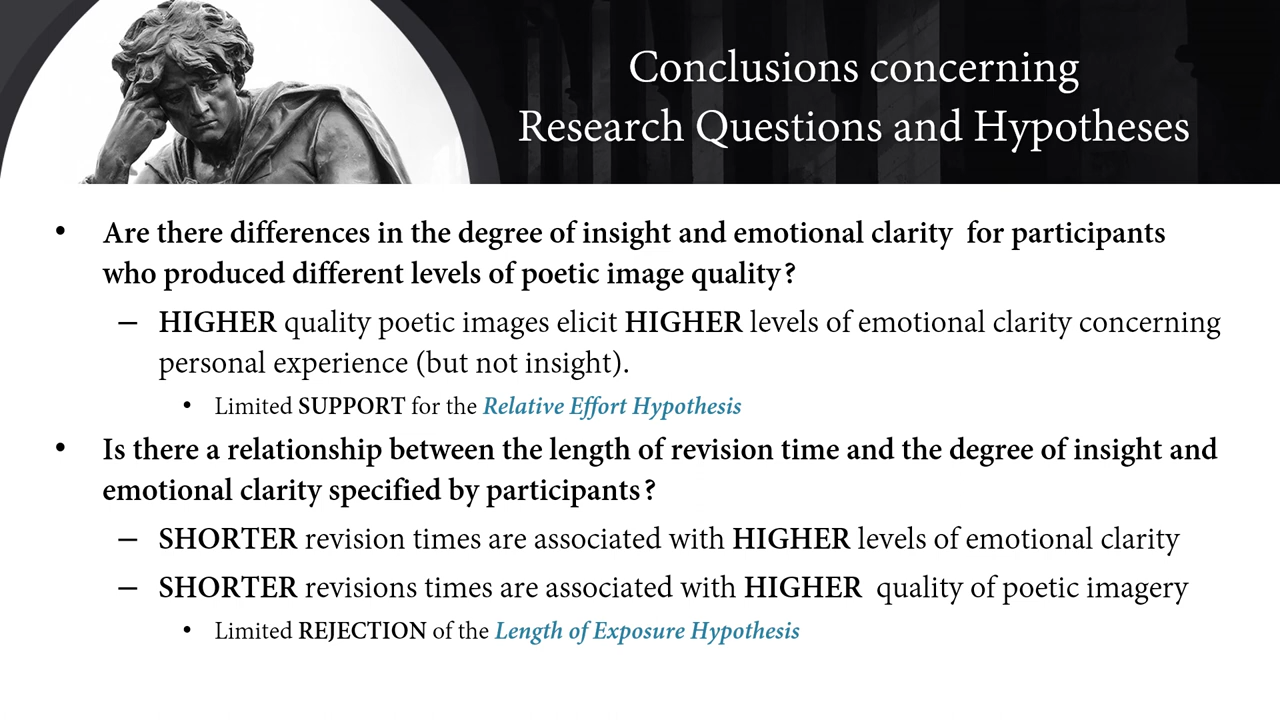 Conclusions concerning
Research Questions and Hypotheses
• Are there differences in the degree of insight and emotional clarity  for participants
who produced different levels of poetic image quality?
– HIGHER quality poetic images elicit HIGHER levels of emotional clarity concerning
personal experience (but not insight).
• Limited SUPPORT for the Relative Effort Hypothesis
• Is there a relationship between the length of revision time and the degree of insight and
emotional clarity specified by participants?
– SHORTER revision times are associated with HIGHER levels of emotional clarity
– SHORTER revisions times are associated with HIGHER  quality of poetic imagery
• Limited REJECTION of the Length of Exposure Hypothesis